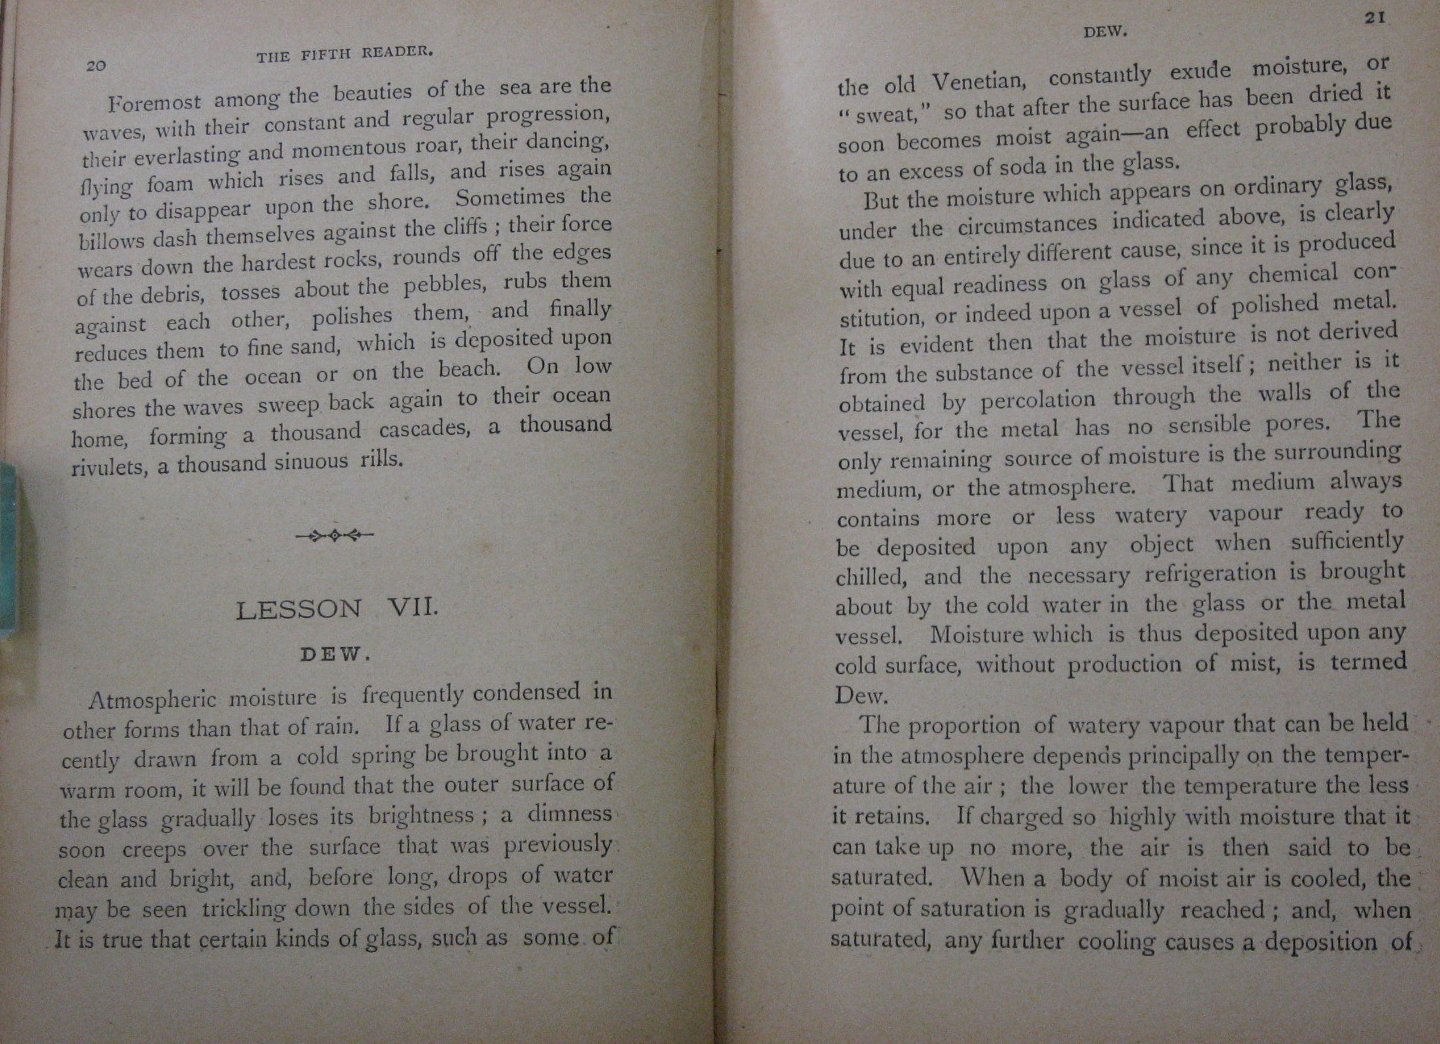 20
THE FIFTH READER.
Foremost among the beauties of the sea are the
waves, with their constant and regular progression,
their everlasting and momentous roar, their dancing,
flying foam which rises and falls, and rises again
only to disappear upon the shore. Sometimes the
billows dash themselves against the cliffs ; their force
wears down the hardest rocks, rounds off the edges
of the debris, tosses about the pebbles, rubs them
against each other, polishes them, and finally
reduces them to fine sand, which is deposited upon
the bed of the ocean or on the beach. On low
shores the waves sweep back again to their ocean
home, forming a thousand cascades, a thousand
rivulets, a thousand sinuous rills.
LESSON VII.
DEW.
Atmospheric moisture is frequently condensed in
other forms than that of rain. If a glass of water re-
cently drawn from a cold spring be brought into a
warm room, it will be found that the outer surface of
the glass gradually loses its brightness ; a dimness
soon creeps over the surface that was previously
clean and bright, and, before long, drops of water
may be seen trickling down the sides of the vessel.
It is true that certain kinds of glass, such as some of
DEW.
21
the old Venetian, constantly exude moisture, or
“ sweat,” so that after the surface has been dried it
soon becomes moist again—an effect probably due
to an excess of soda in the glass.
But the moisture which appears on ordinary glass,
under the circumstances indicated above, is clearly
due to an entirely different cause, since it is produced
with equal readiness on glass of any chemical con-
stitution, or indeed upon a vessel of polished metal.
It is evident then that the moisture is not derived
from the substance of the vessel itself ; neither is it
obtained by percolation through the walls of the
vessel, for the metal has no sensible pores. The
only remaining source of moisture is the surrounding
medium, or the atmosphere. That medium always
contains more or less watery vapour ready to
be deposited upon any object when sufficiently
chilled, and the necessary refrigeration is brought
about by the cold water in the glass or the metal
vessel. Moisture which is thus deposited upon any
cold surface, without production of mist, is termed
Dew.
The proportion of watery vapour that can be held
in the atmosphere depends principally on the temper-
ature of the air ; the lower the temperature the less
it retains. If charged so highly with moisture that it
can take up no more, the air is then said to be
saturated. When a body of moist air is cooled, the
point of saturation is gradually reached ; and, when
saturated, any further cooling causes a deposition of